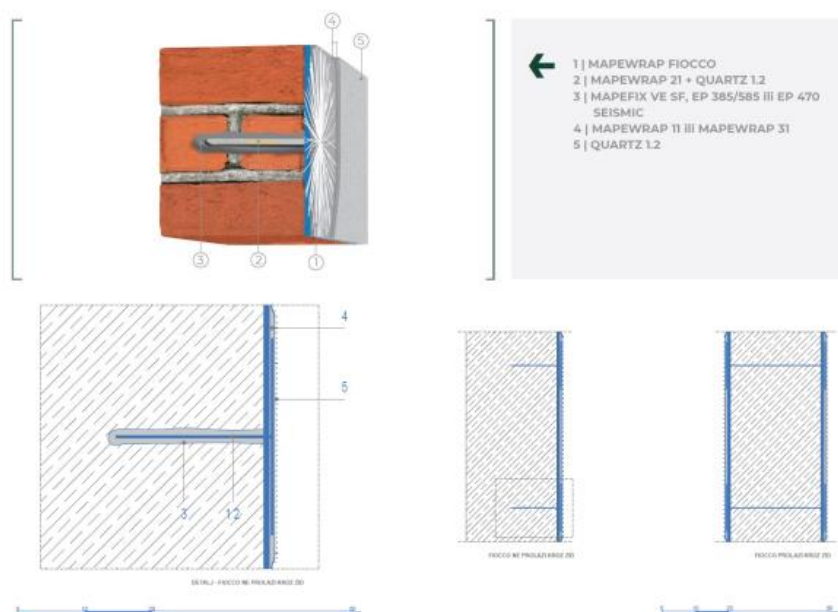 4
5
1 | MAPEWRAP FIOCCO
2 | MAPEWRAP 21 + QUARTZ 1.2
3 | MAPEFIX VE SF, EP 385/585 ili EP 470
SEISMIC
4 | MAPEWRAP 11 ili MAPEWRAP 31
5 | QUARTZ 1.2
3
2
1
4
5
3
12
DETALJ - FIOCCO NE PROLAZI KROZ ZID
FIOCCO NE PROLAZI KROZ ZID
FIOCCO PROLAZI KROZ ZID